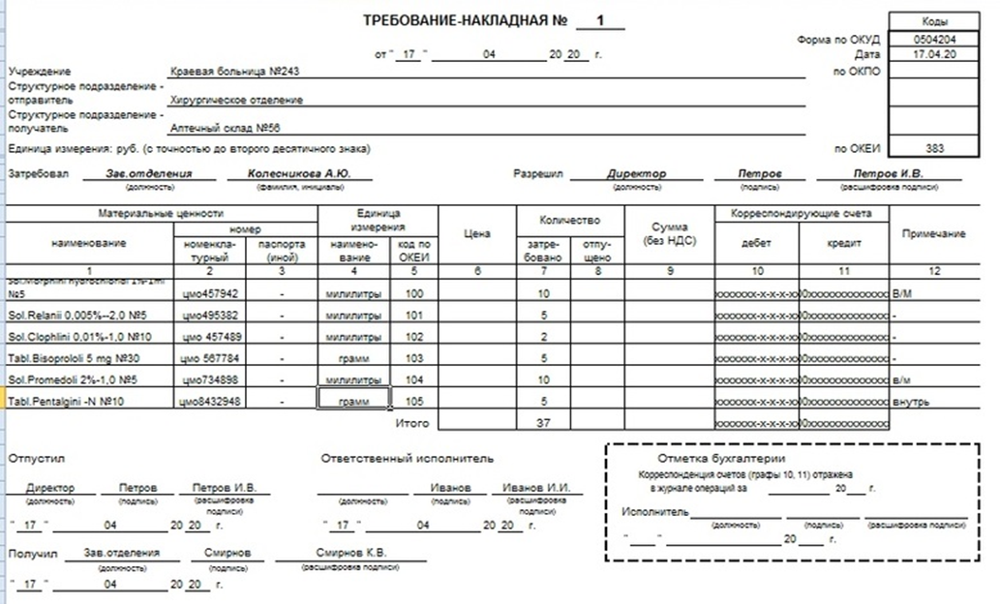 ТРЕБОВАНИЕ-НАКЛАДНАЯ № 1
Коды
Форма по ОКУД 0504204
от " 17 " 04 20 20 г. Дата 17.04.20
Учреждение Краевая больница №243 по ОКПО
Структурное подразделение -
отправитель Хирургическое отделение
Структурное подразделение -
получатель Аптечный склад №56
Единица измерения: руб. (с точностью до второго десятичного знака) по ОКЕИ 383
Затребовал Зав.отделения Колесникова А.Ю. Разрешил Директор Петров Петров И.В.
(должность) (фамилия, инициалы) (должность) (подпись) (расшифровка подписи)
Материальные ценности Единица измерения Цена Количество Сумма (без НДС) Корреспондирующие счета Примечание
наименование номер наимено-вание код по ОКЕИ затре-бовано отпу-щено дебет кредит
номенкла-турный паспорта (иной)
1 2 3 4 5 6 7 8 9 10 11 12
Sol.Morphini hydrochloridi 1%-1ml
№5 цмо457942 - милилитры 100 10 xxxxxxx-x-x-x-xx 0xxxxxxxxxxxxxx В/М
Sol.Relanii 0,005%--2,0 №5 цмо495382 - милилитры 101 5 xxxxxxx-x-x-x-xx 0xxxxxxxxxxxxxx -
Sol.Clophlini 0,01%-1,0 №10 цмо 457489 - милилитры 102 2 xxxxxxx-x-x-x-xx 0xxxxxxxxxxxxxx -
Tabl.Bisoprololi 5 mg №30 цмо 567784 - грамм 103 5 xxxxxxx-x-x-x-xx 0xxxxxxxxxxxxxx -
Sol.Promedoli 2%-1,0 №5 цмо734898 - милилитры 104 10 xxxxxxx-x-x-x-xx 0xxxxxxxxxxxxxx в/м
Tabl.Pentalgini -N №10 цмо8432948 - грамм 105 5 xxxxxxx-x-x-x-xx 0xxxxxxxxxxxxxx внутрь
Итого 37 xxxxxxx-x-x-x-xx 0xxxxxxxxxxxxxx
Отпустил Ответственный исполнитель Отметка бухгалтерии
Корреспонденция счетов (графы 10, 11) отражена
в журнале операций за 20 г.
Директор Петров Петров И.В. Иванов Иванов И.И.
(должность) (подпись) (расшифровка подписи) (должность) (подпись) (расшифровка подписи)
Исполнитель
(должность) (подпись) (расшифровка подписи)
" 17 " 04 20 20 г. " 17 " 04 20 20 г.
" " 20 г.
Получил Зав.отделения Смирнов Смирнов К.В.
(должность) (подпись) (расшифровка подписи)
" 17 " 04 20 20 г.